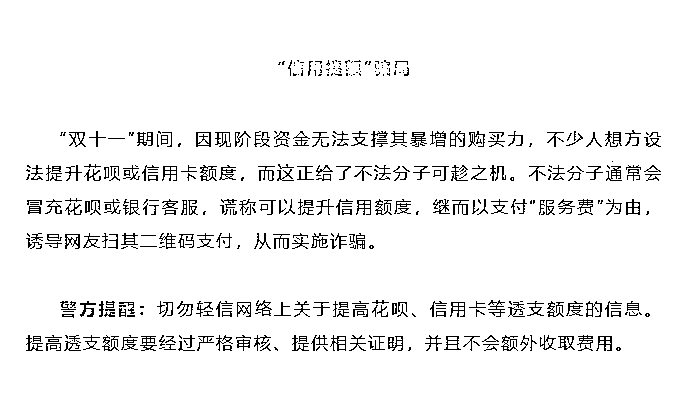 “信用提额”骗局
“双十一”期间，因现阶段资金无法支撑其暴增的购买力，不少人想方设
法提升花呗或信用卡额度，而这正给了不法分子可趁之机。不法分子通常会
冒充花呗或银行客服，谎称可以提升信用额度，继而以支付“服务费”为由，
诱导网友扫其二维码支付，从而实施诈骗。
警方提醒：切勿轻信网络上关于提高花呗、信用卡等透支额度的信息。
提高透支额度要经过严格审核、提供相关证明，并且不会额外收取费用。